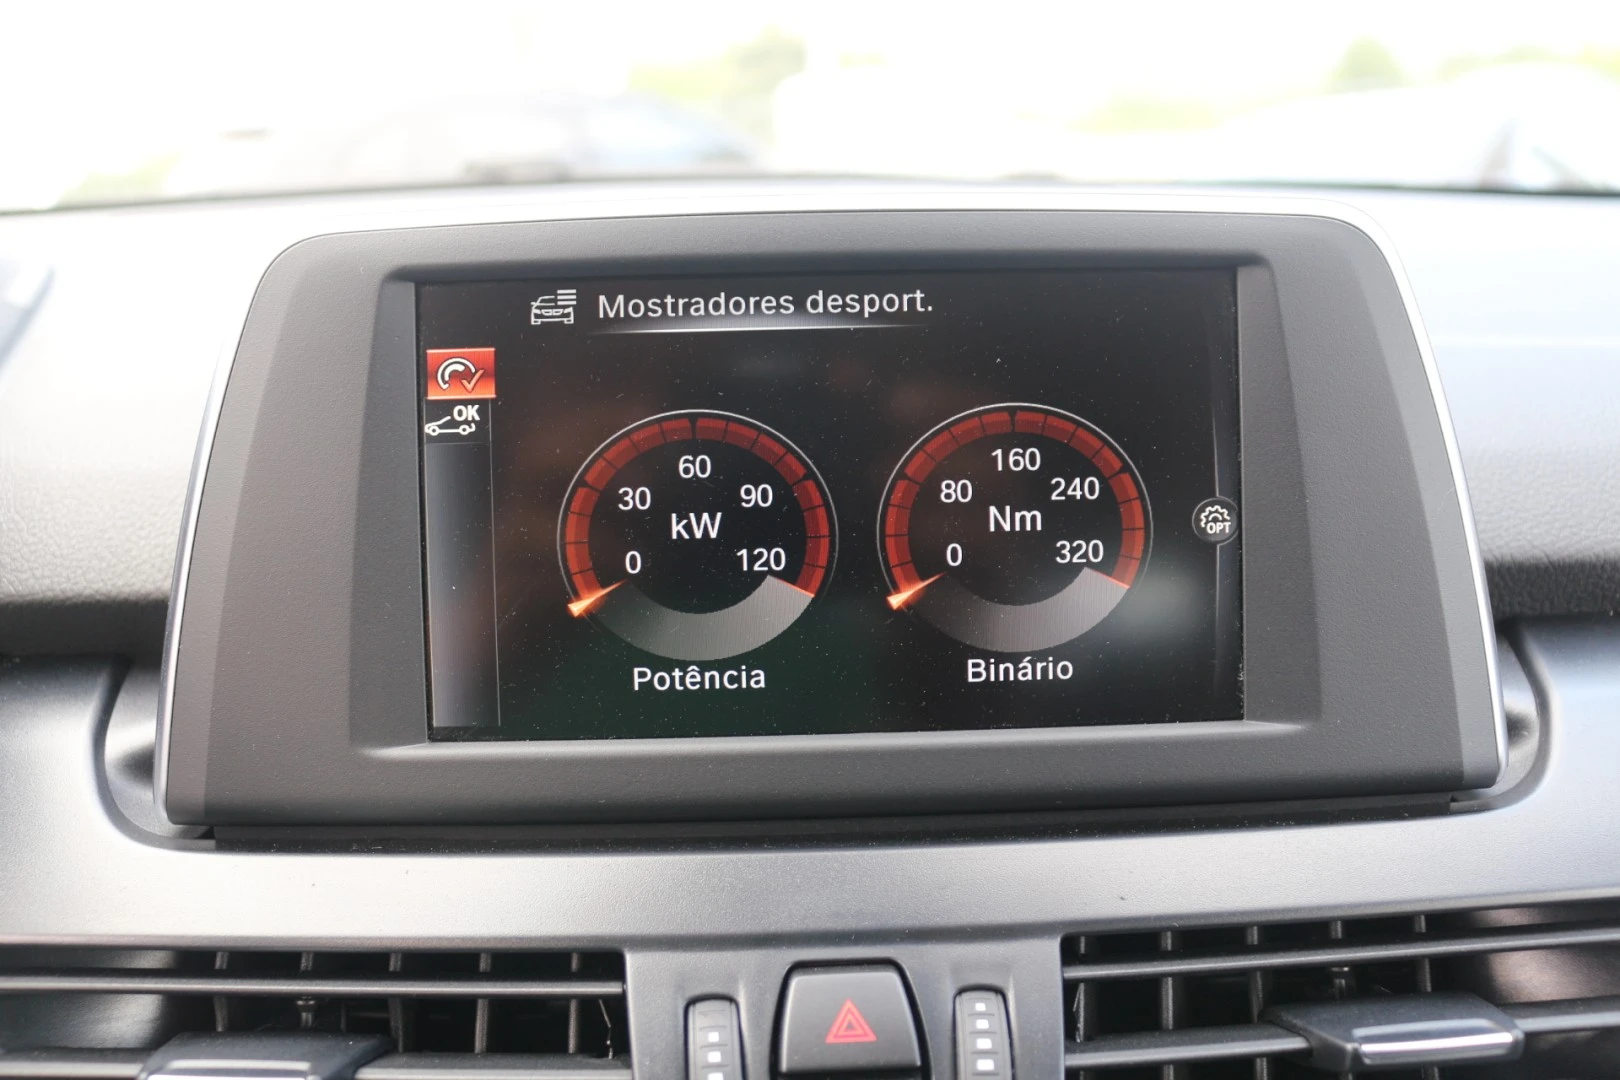 Mostradores desport.
OK
60
30
90
kW
0
120
Potência
160
80
240
Nm
0
320
Binário
OPT